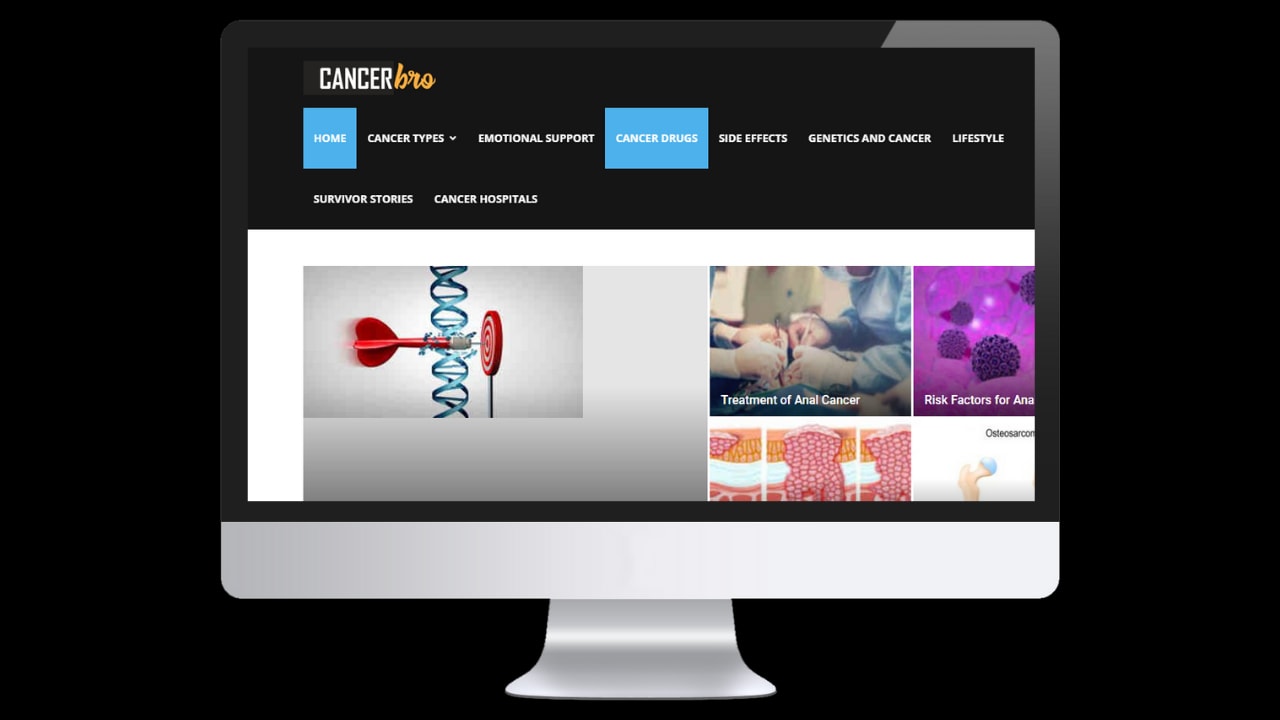 CANCERbro
HOME CANCER TYPES EMOTIONAL SUPPORT CANCER DRUGS SIDE EFFECTS GENETICS AND CANCER LIFESTYLE
SURVIVOR STORIES CANCER HOSPITALS
Treatment of Anal Cancer
Risk Factors for Ana
Osteosarcom